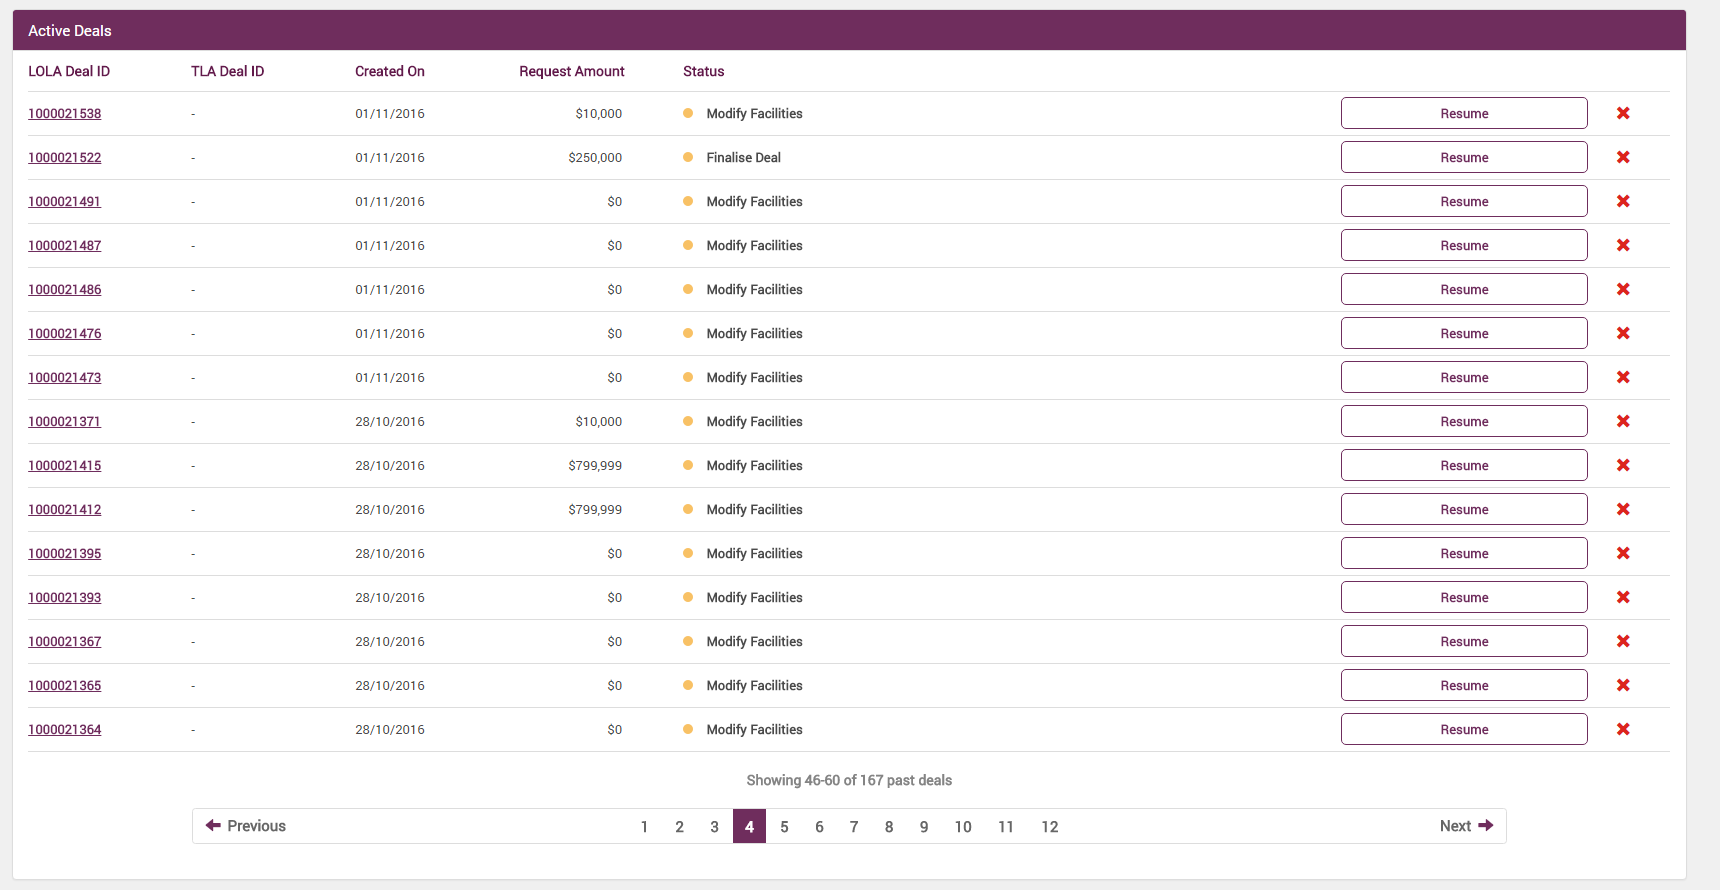 Active Deals
LOLA Deal ID TLA Deal ID Created On Request Amount Status
1000021538 - 01/11/2016 $10,000 Modify Facilities Resume
1000021522 - 01/11/2016 $250,000 Finalise Deal Resume
1000021491 - 01/11/2016 $0 Modify Facilities Resume
1000021487 - 01/11/2016 $0 Modify Facilities Resume
1000021486 - 01/11/2016 $0 Modify Facilities Resume
1000021476 - 01/11/2016 $0 Modify Facilities Resume
1000021473 - 01/11/2016 $0 Modify Facilities Resume
1000021371 - 28/10/2016 $10,000 Modify Facilities Resume
1000021415 - 28/10/2016 $799,999 Modify Facilities Resume
1000021412 - 28/10/2016 $799,999 Modify Facilities Resume
1000021395 - 28/10/2016 $0 Modify Facilities Resume
1000021393 - 28/10/2016 $0 Modify Facilities Resume
1000021367 - 28/10/2016 $0 Modify Facilities Resume
1000021365 - 28/10/2016 $0 Modify Facilities Resume
1000021364 - 28/10/2016 $0 Modify Facilities Resume
Showing 46-60 of 167 past deals
Previous 1 2 3 4 5 6 7 8 9 10 11 12 Next